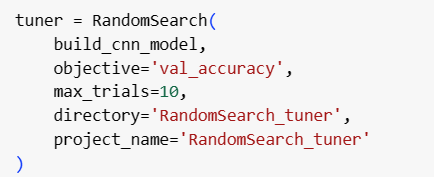 tuner = RandomSearch(
    build_cnn_model,
    objective='val_accuracy',
    max_trials=10,
    directory='RandomSearch_tuner',
    project_name='RandomSearch_tuner'
)